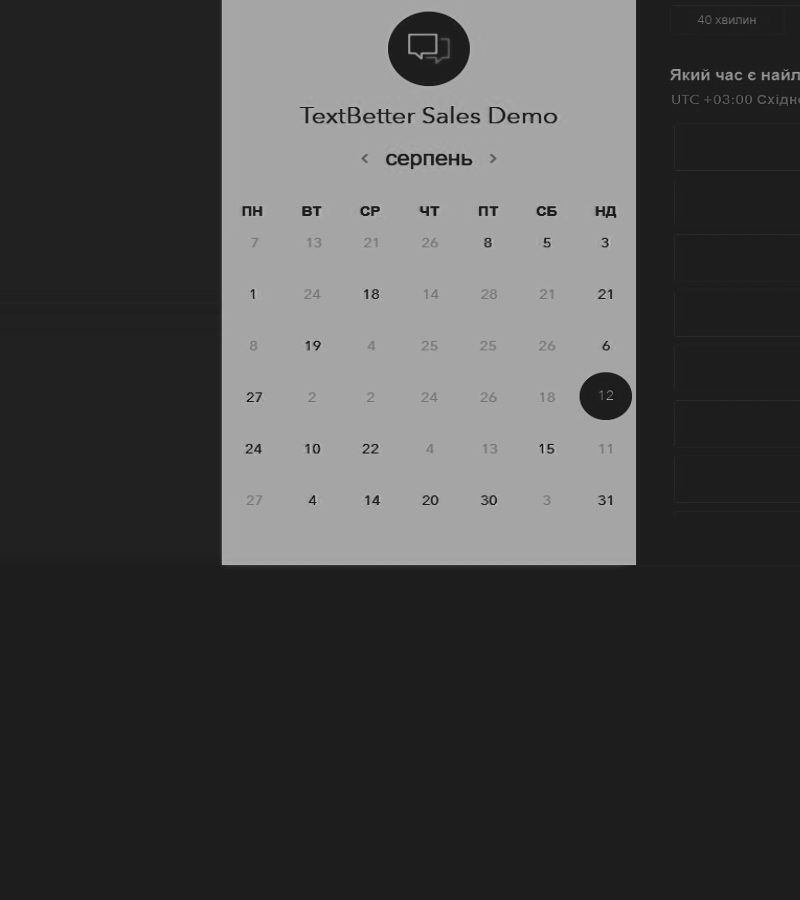 40 хвилин
TextBetter Sales Demo
Який час є найл
UTC +03:00 Східно
‹ серпень ›
ПН ВТ СР ЧТ ПТ СБ НД
7 13 21 26 8 5 3
1 24 18 14 28 21 21
8 19 4 25 25 26 6
27 2 2 24 26 18 12
24 10 22 4 13 15 11
27 4 14 20 30 3 31